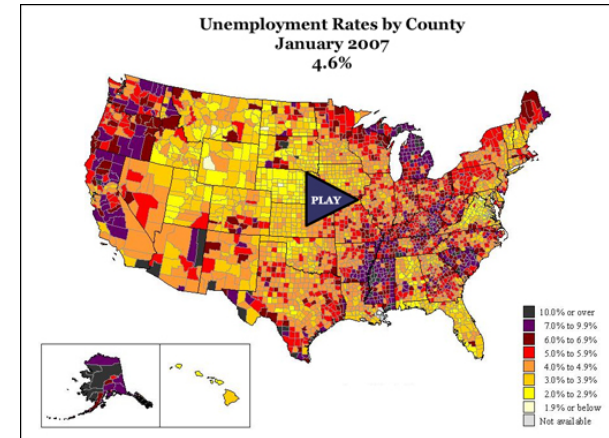 Unemployment Rates by County
January 2007
4.6%
PLAY
10.0% or over
7.0% to 9.9%
6.0% to 6.9%
5.0% to 5.9%
4.0% to 4.9%
3.0% to 3.9%
2.0% to 2.9%
1.9% or below
Not available